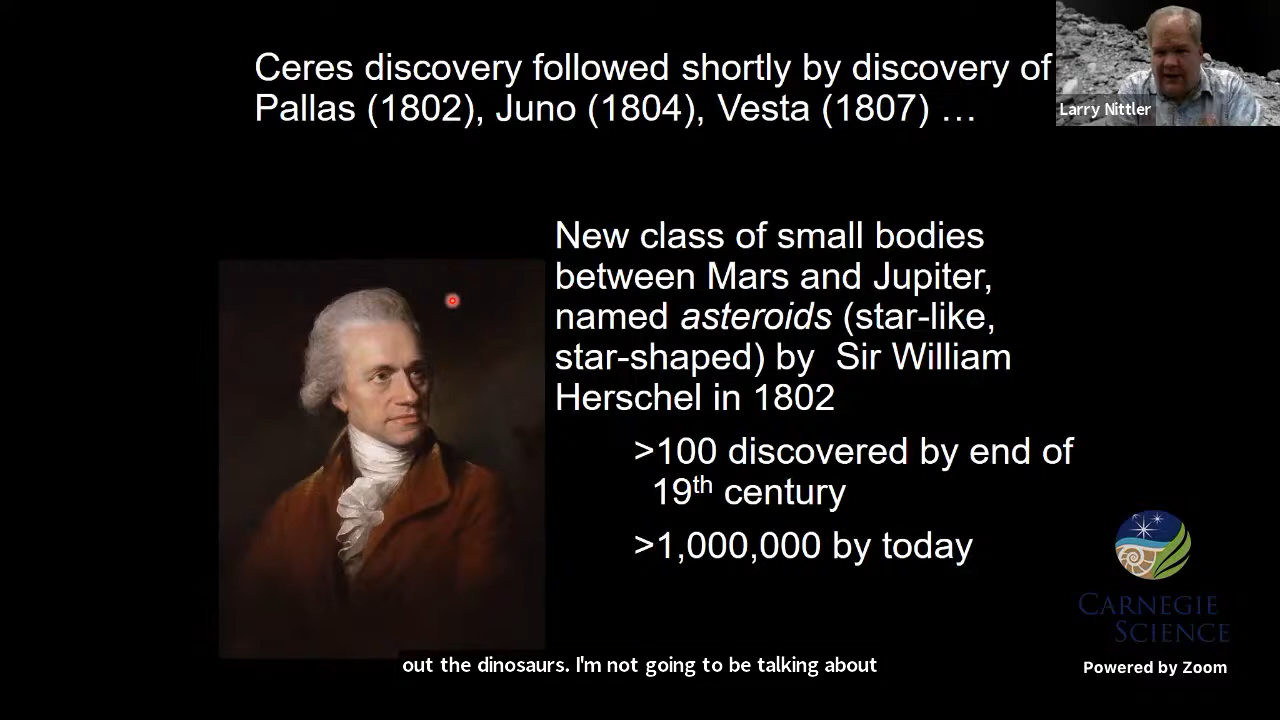 Ceres discovery followed shortly by discovery of
Pallas (1802), Juno (1804), Vesta (1807) …
Larry Nittler
New class of small bodies
between Mars and Jupiter,
named asteroids (star-like,
star-shaped) by  Sir William
Herschel in 1802
>100 discovered by end of
19th century
>1,000,000 by today
CARNEGIE
SCIENCE
out the dinosaurs. I'm not going to be talking about
Powered by Zoom